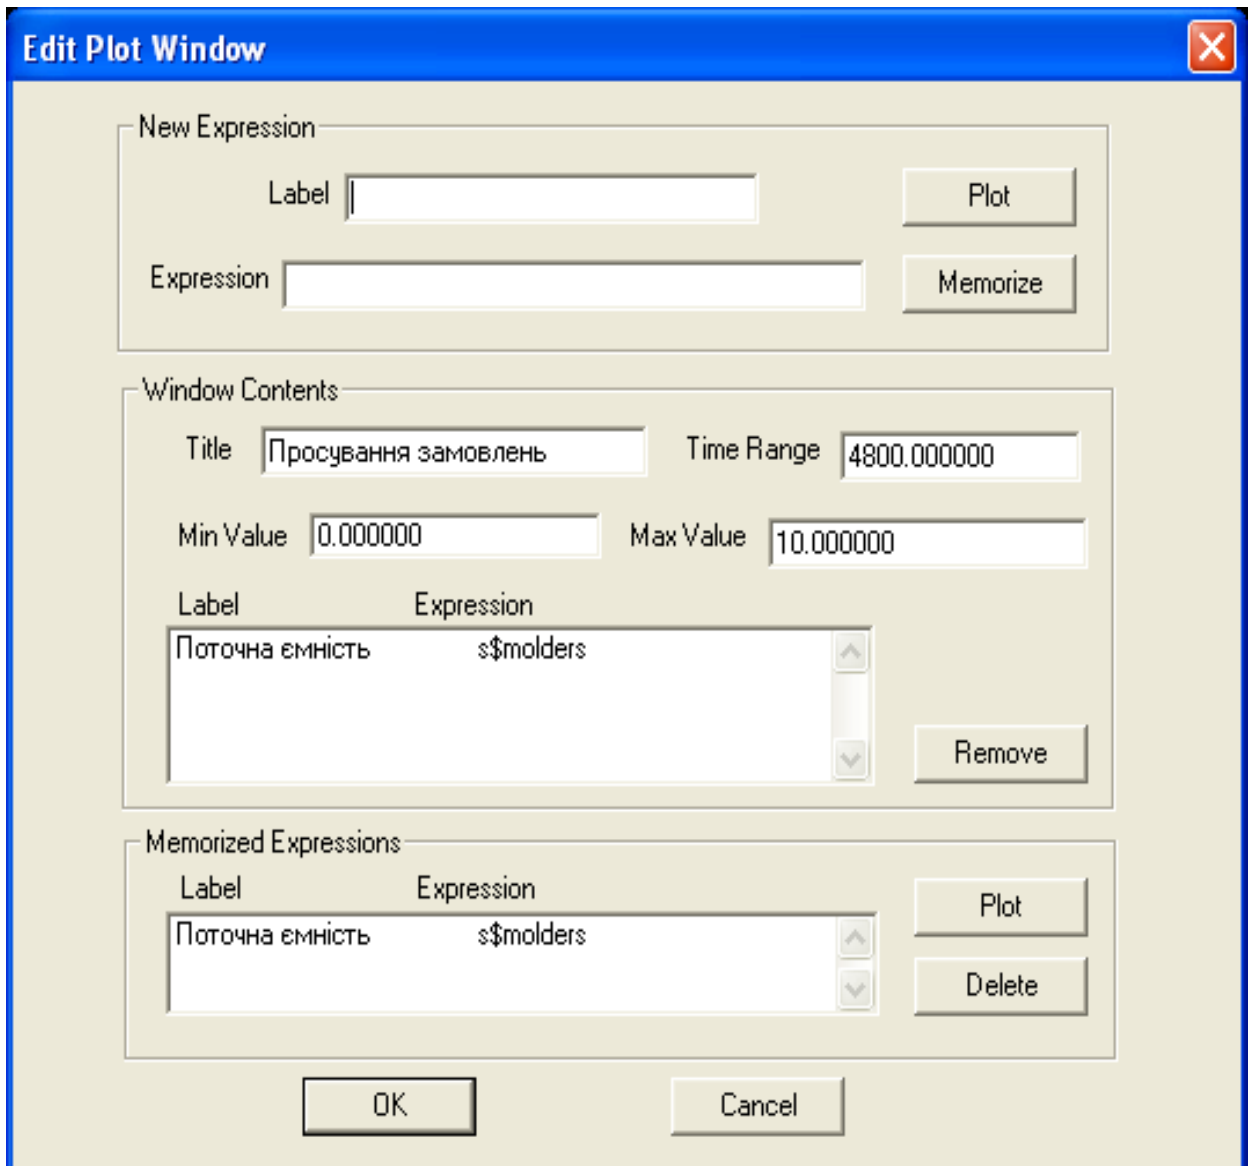 Edit Plot Window
New Expression
Label
Plot
Expression
Memorize
Window Contents
Title Просування замовлень Time Range 4800.000000
Min Value 0.000000 Max Value 10.000000
Label Expression
Поточна ємність s$molders
Remove
Memorized Expressions
Label Expression
Plot
Поточна ємність s$molders
Delete
OK Cancel